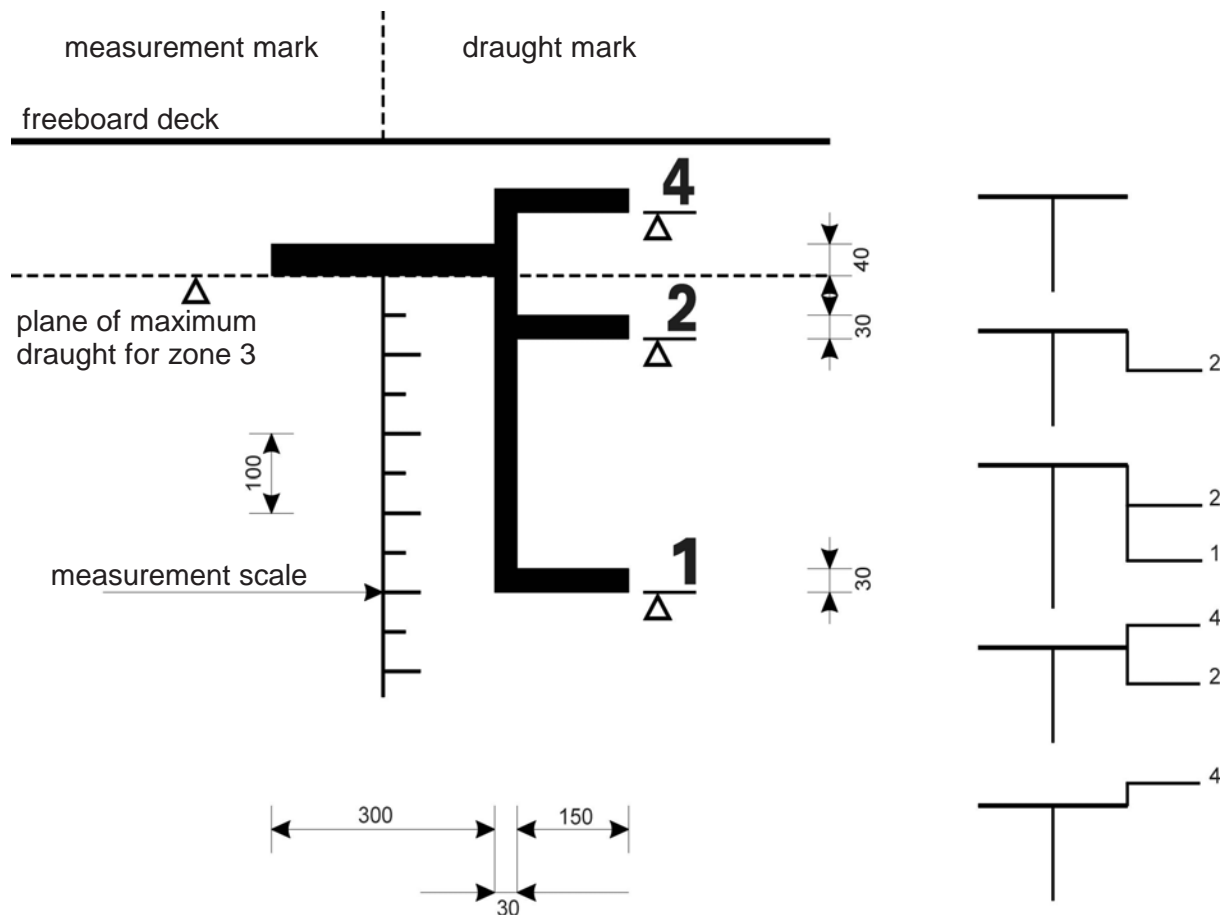 measurement mark
draught mark
freeboard deck
4
40
plane of maximum
draught for zone 3
2
30
100
measurement scale
1
30
300
150
30
2
2
1
4
2
4